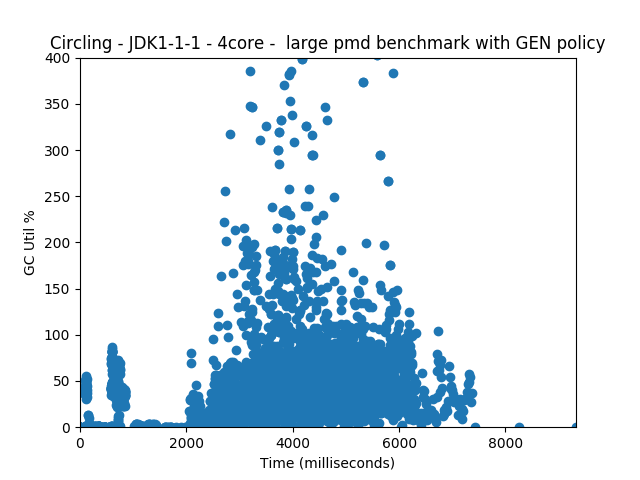 Circling - JDK1-1-1 - 4core -  large pmd benchmark with GEN policy
400
350
300
250
200
150
100
50
0
GC Util %
0 2000 4000 6000 8000
Time (milliseconds)